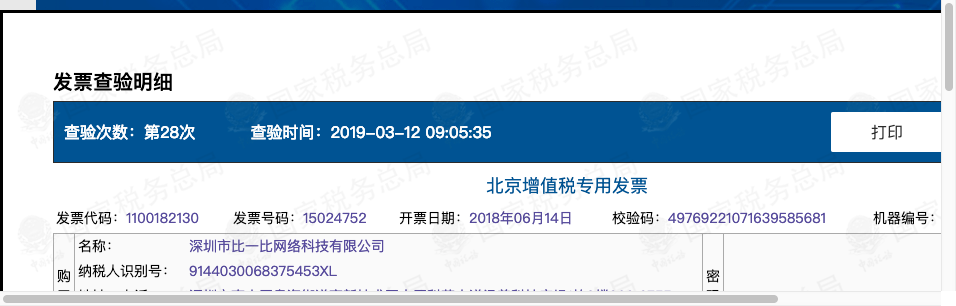 发票查验明细
查验次数：第28次 查验时间：2019-03-12 09:05:35 打印
北京增值税专用发票
发票代码：1100182130 发票号码：15024752 开票日期：2018年06月14日 校验码：49769221071639585681 机器编号：
名称： 深圳市比一比网络科技有限公司
购 纳税人识别号： 9144030068375453XL 密
国家税务总局